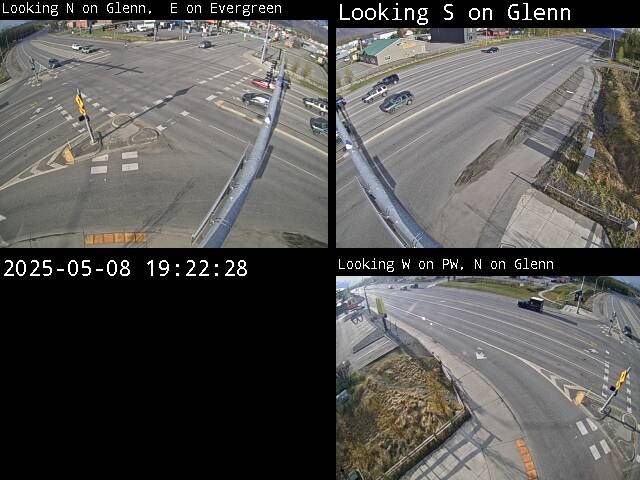 Looking N on Glenn,  E on Evergreen
Looking S on Glenn
2025-05-08 19:22:28
Looking W on PW, N on Glenn